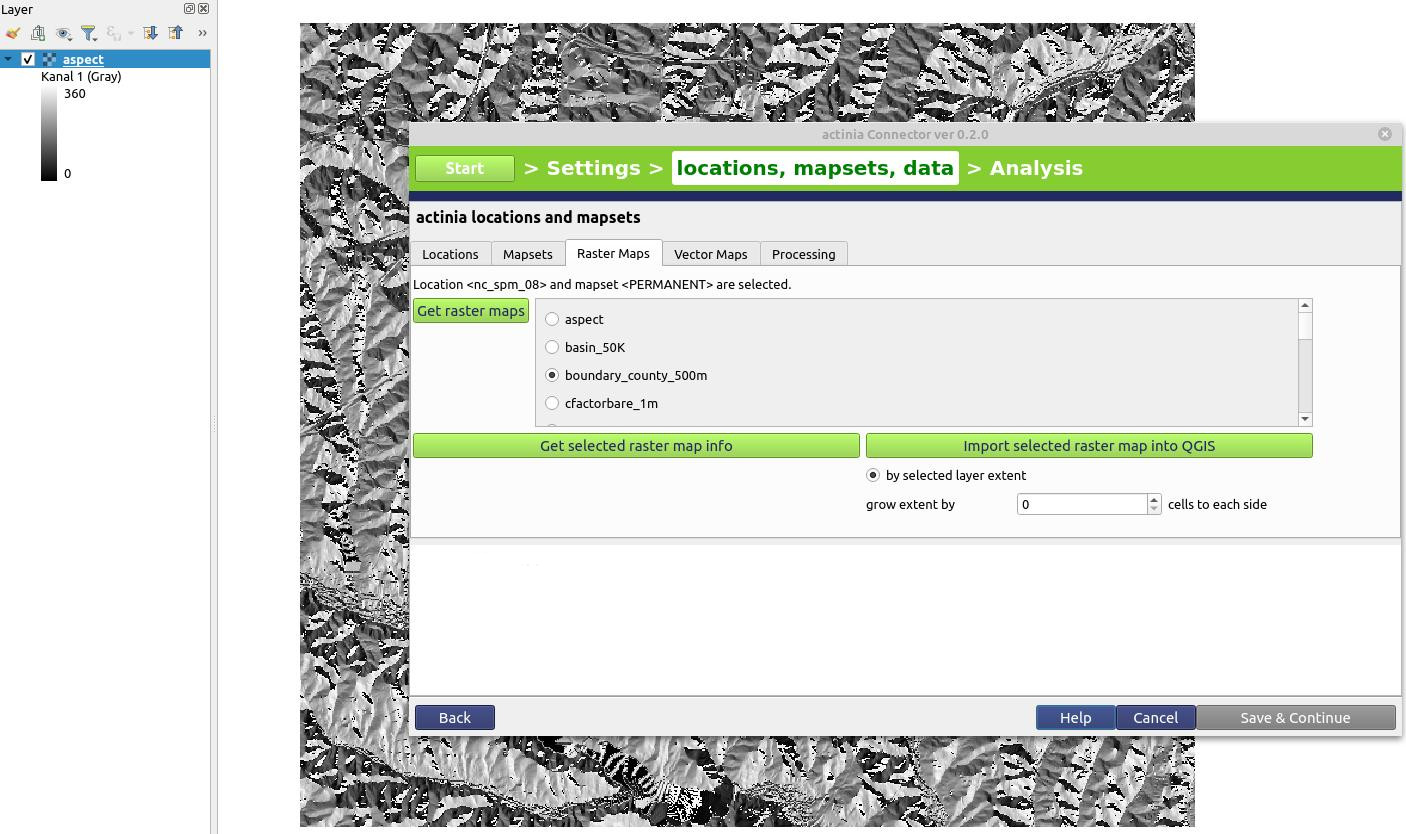 Layer
»
aspect
Kanal 1 (Gray)
360
0
actinia Connector ver 0.2.0
Start > Settings > locations, mapsets, data > Analysis
actinia locations and mapsets
Locations Mapsets Raster Maps Vector Maps Processing
Location <nc_spm_08> and mapset <PERMANENT> are selected.
Get raster maps
aspect
basin_50K
boundary_county_500m
cfactorbare_1m
Get selected raster map info Import selected raster map into QGIS
by selected layer extent
grow extent by 0 cells to each side
Back Help Cancel Save & Continue